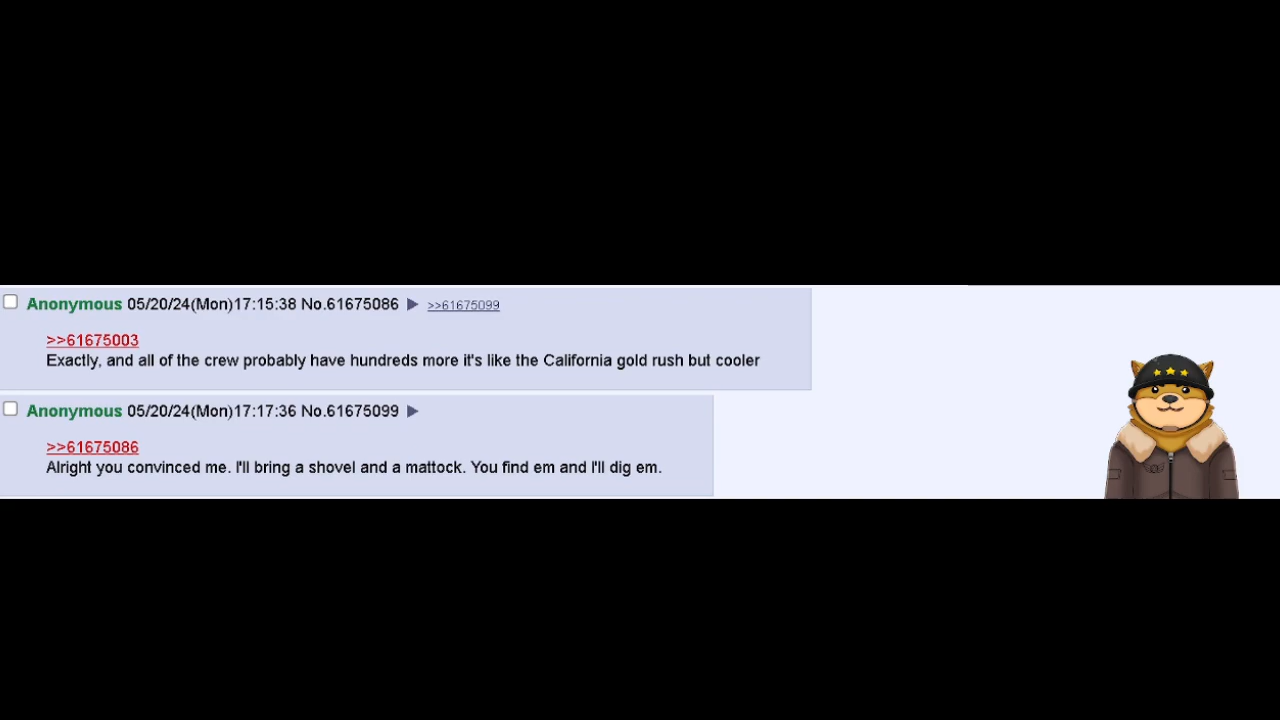 Anonymous 05/20/24(Mon)17:15:38 No.61675086 ▶ >>61675099
>>61675003
Exactly, and all of the crew probably have hundreds more it's like the California gold rush but cooler
Anonymous 05/20/24(Mon)17:17:36 No.61675099 ▶
>>61675086
Alright you convinced me. I'll bring a shovel and a mattock. You find em and I'll dig em.